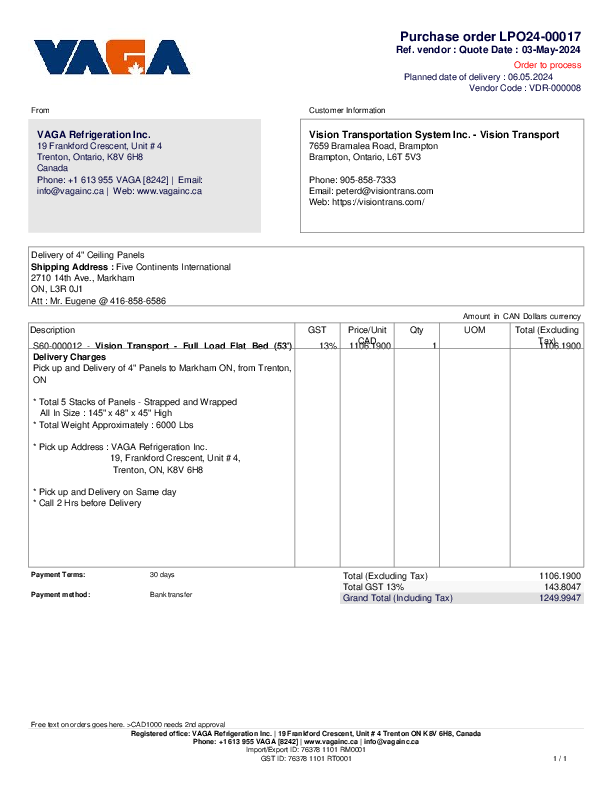 VAGA
Purchase order LPO24-00017
Ref. vendor : Quote Date : 03-May-2024
Order to process
Planned date of delivery : 06.05.2024
Vendor Code : VDR-000008
From
VAGA Refrigeration Inc.
19 Frankford Crescent, Unit # 4
Trenton, Ontario, K8V 6H8
Canada
Phone: +1 613 955 VAGA [8242] | Email:
info@vagainc.ca | Web: www.vagainc.ca
Customer Information
Vision Transportation System Inc. - Vision Transport
7659 Bramalea Road, Brampton
Brampton, Ontario, L6T 5V3
Phone: 905-858-7333
Email: peterd@visiontrans.com
Web: https://visiontrans.com/
Delivery of 4" Ceiling Panels
Shipping Address : Five Continents International
2710 14th Ave., Markham
ON, L3R 0J1
Att : Mr. Eugene @ 416-858-6586
Amount in CAN Dollars currency
Description GST Price/Unit CAD Qty UOM Total (Excluding Tax)
S60-000012 - Vision Transport - Full Load Flat Bed (53') 13% 1106.1900 1 1106.1900
Delivery Charges
Pick up and Delivery of 4" Panels to Markham ON, from Trenton,
ON
* Total 5 Stacks of Panels - Strapped and Wrapped
All In Size : 145" x 48" x 45" High
* Total Weight Approximately : 6000 Lbs
* Pick up Address : VAGA Refrigeration Inc.
19, Frankford Crescent, Unit # 4,
Trenton, ON, K8V 6H8
* Pick up and Delivery on Same day
* Call 2 Hrs before Delivery
Payment Terms: 30 days
Payment method: Bank transfer
Total (Excluding Tax) 1106.1900
Total GST 13% 143.8047
Grand Total (Including Tax) 1249.9947
Free text on orders goes here. >CAD1000 needs 2nd approval
Registered office: VAGA Refrigeration Inc. | 19 Frankford Crescent, Unit # 4 Trenton ON K8V 6H8, Canada
Phone: +1 613 955 VAGA [8242] | www.vagainc.ca | info@vagainc.ca
Import/Export ID: 76378 1101 RM0001
GST ID: 76378 1101 RT0001
1 / 1